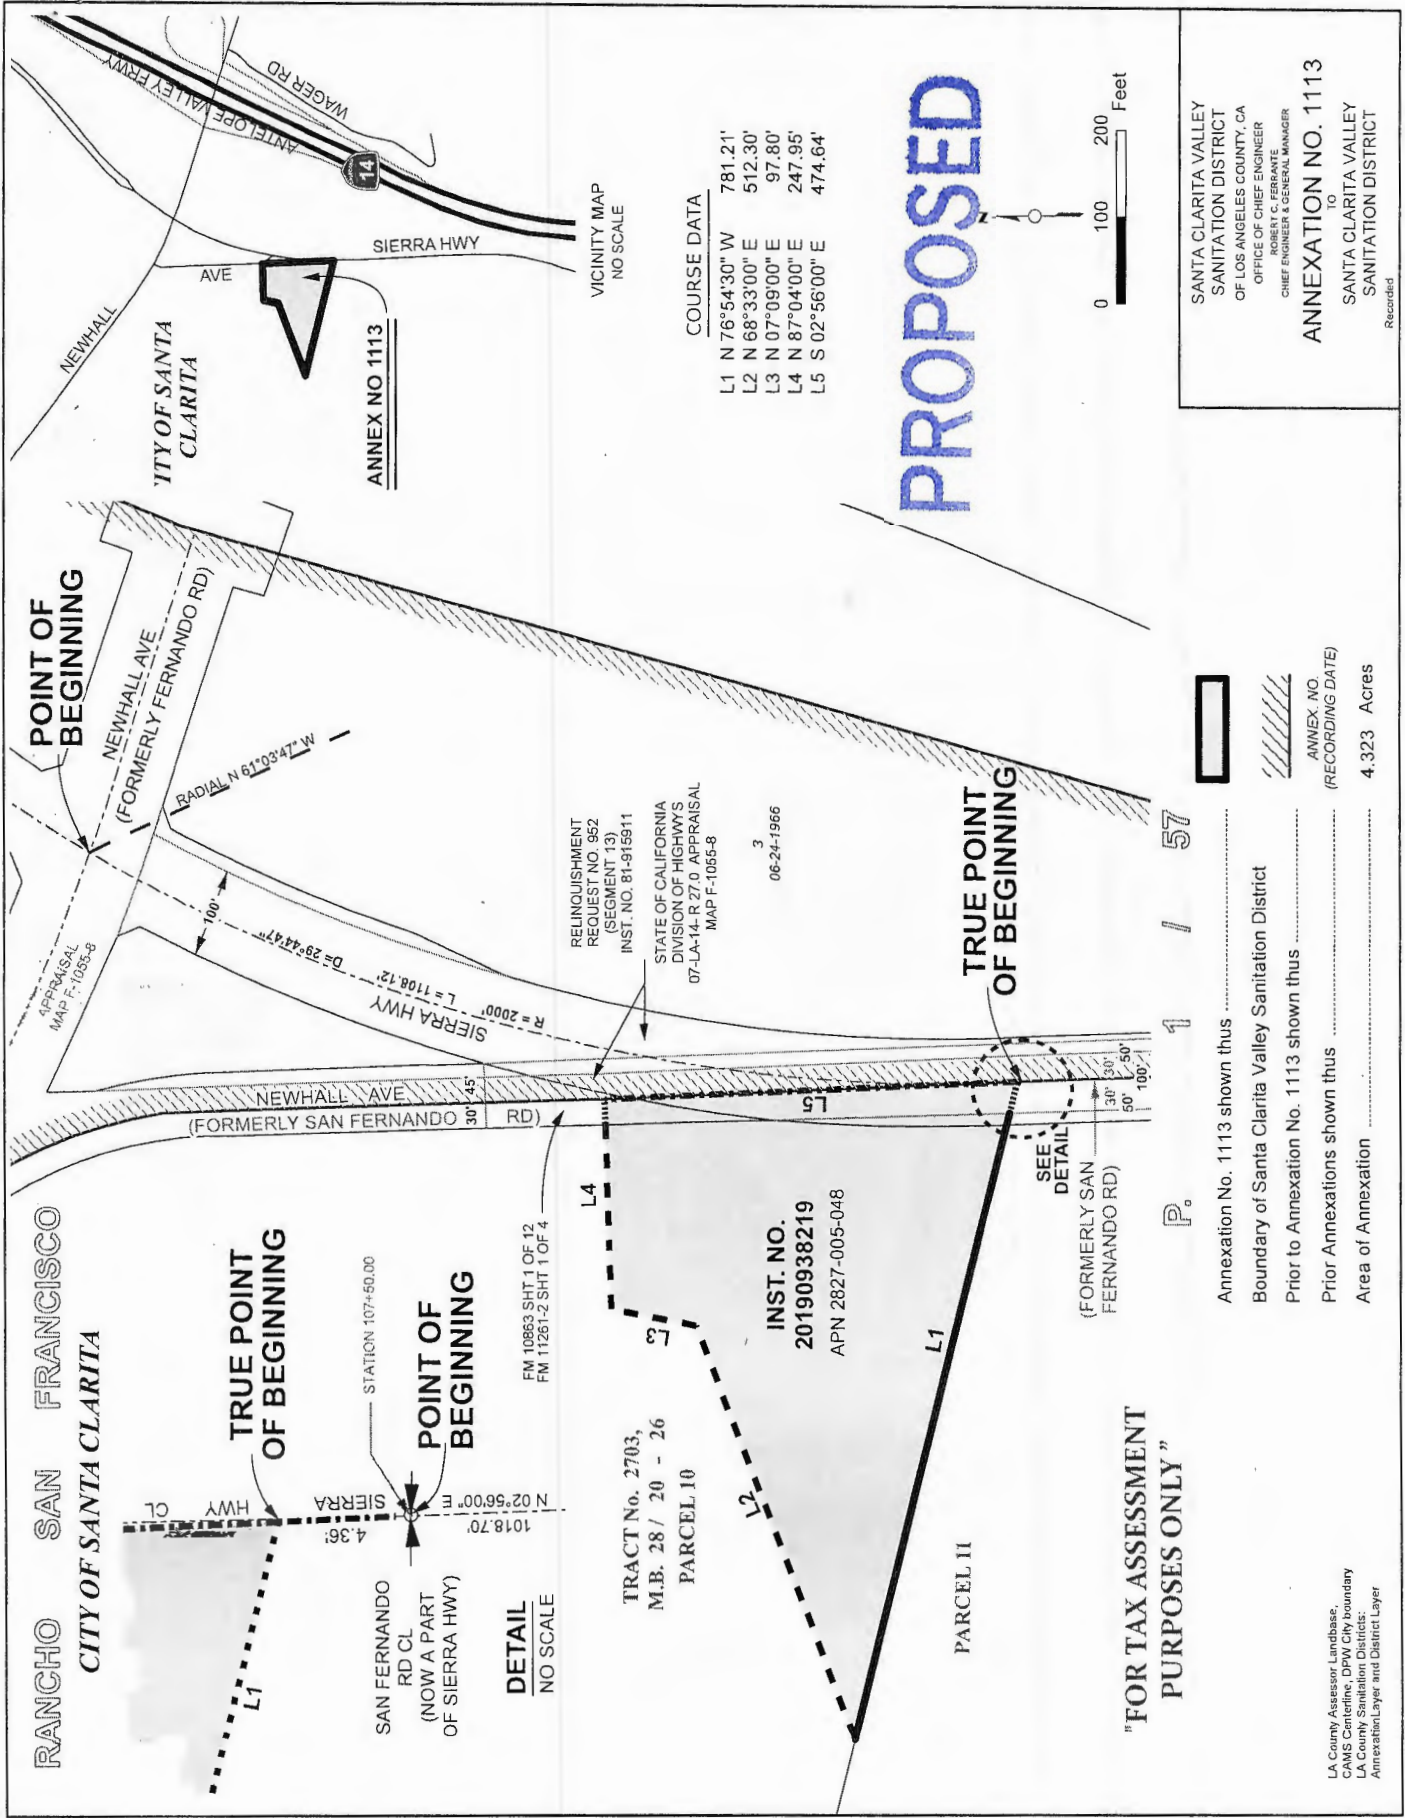 RANCHO SAN FRANCISCO
CITY OF SANTA CLARITA
TRUE POINT
OF BEGINNING
L1
CL
HWY
SIERRA
4.36'
1018.70'
N 02°56'00" E
STATION 107+50.00
POINT OF
BEGINNING
SAN FERNANDO
RD CL
(NOW A PART
OF SIERRA HWY)
DETAIL
NO SCALE
POINT OF
BEGINNING
NEWHALL AVE
(FORMERLY FERNANDO RD)
APPRAISAL
MAP F-1055-8
RADIAL N 61°03'47" W
100'
D= 29°44'47"
L = 1108.12'
R = 2000'
SIERRA HWY
NEWHALL AVE
45'
30'
(FORMERLY SAN FERNANDO
RD)
FM 10863 SHT 1 OF 12
FM 11261-2 SHT 1 OF 4
RELINQUISHMENT
REQUEST NO. 952
(SEGMENT 13)
INST. NO. 81-915911
STATE OF CALIFORNIA
DIVISION OF HIGHWYS
07-LA-14- R 27.0 APPRAISAL
MAP F-1055-8
3
06-24-1966
TRUE POINT
OF BEGINNING
L4
L5
L3
L2
L1
TRACT No. 2703,
M.B. 28 / 20 - 26
PARCEL 10
INST. NO.
20190938219
APN 2827-005-048
PARCEL 11
SEE
DETAIL
(FORMERLY SAN
FERNANDO RD)
30' 30'
50' 50'
100'
P. 1 / 57
"FOR TAX ASSESSMENT
PURPOSES ONLY"
LA County Assessor Landbase,
CAMS Centerline, DPW City boundary
LA County Sanitation Districts:
AnnexationLayer and District Layer
Annexation No. 1113 shown thus
Boundary of Santa Clarita Valley Sanitation District
Prior to Annexation No. 1113 shown thus
Prior Annexations shown thus
ANNEX. NO.
(RECORDING DATE)
Area of Annexation
4.323 Acres
NEWHALL
AVE
SIERRA HWY
ANTELOPE VALLEY FRWY
WAGER RD
14
ITY OF SANTA
CLARITA
ANNEX NO 1113
VICINITY MAP
NO SCALE
COURSE DATA
L1 N 76°54'30" W 781.21'
L2 N 68°33'00" E 512.30'
L3 N 07°09'00" E 97.80'
L4 N 87°04'00" E 247.95'
L5 S 02°56'00" E 474.64'
PROPOSED
Z
0 100 200
Feet
SANTA CLARITA VALLEY
SANITATION DISTRICT
OF LOS ANGELES COUNTY, CA
OFFICE OF CHIEF ENGINEER
ROBERT C. FERRANTE
CHIEF ENGINEER & GENERAL MANAGER
ANNEXATION NO. 1113
TO
SANTA CLARITA VALLEY
SANITATION DISTRICT
Recorded